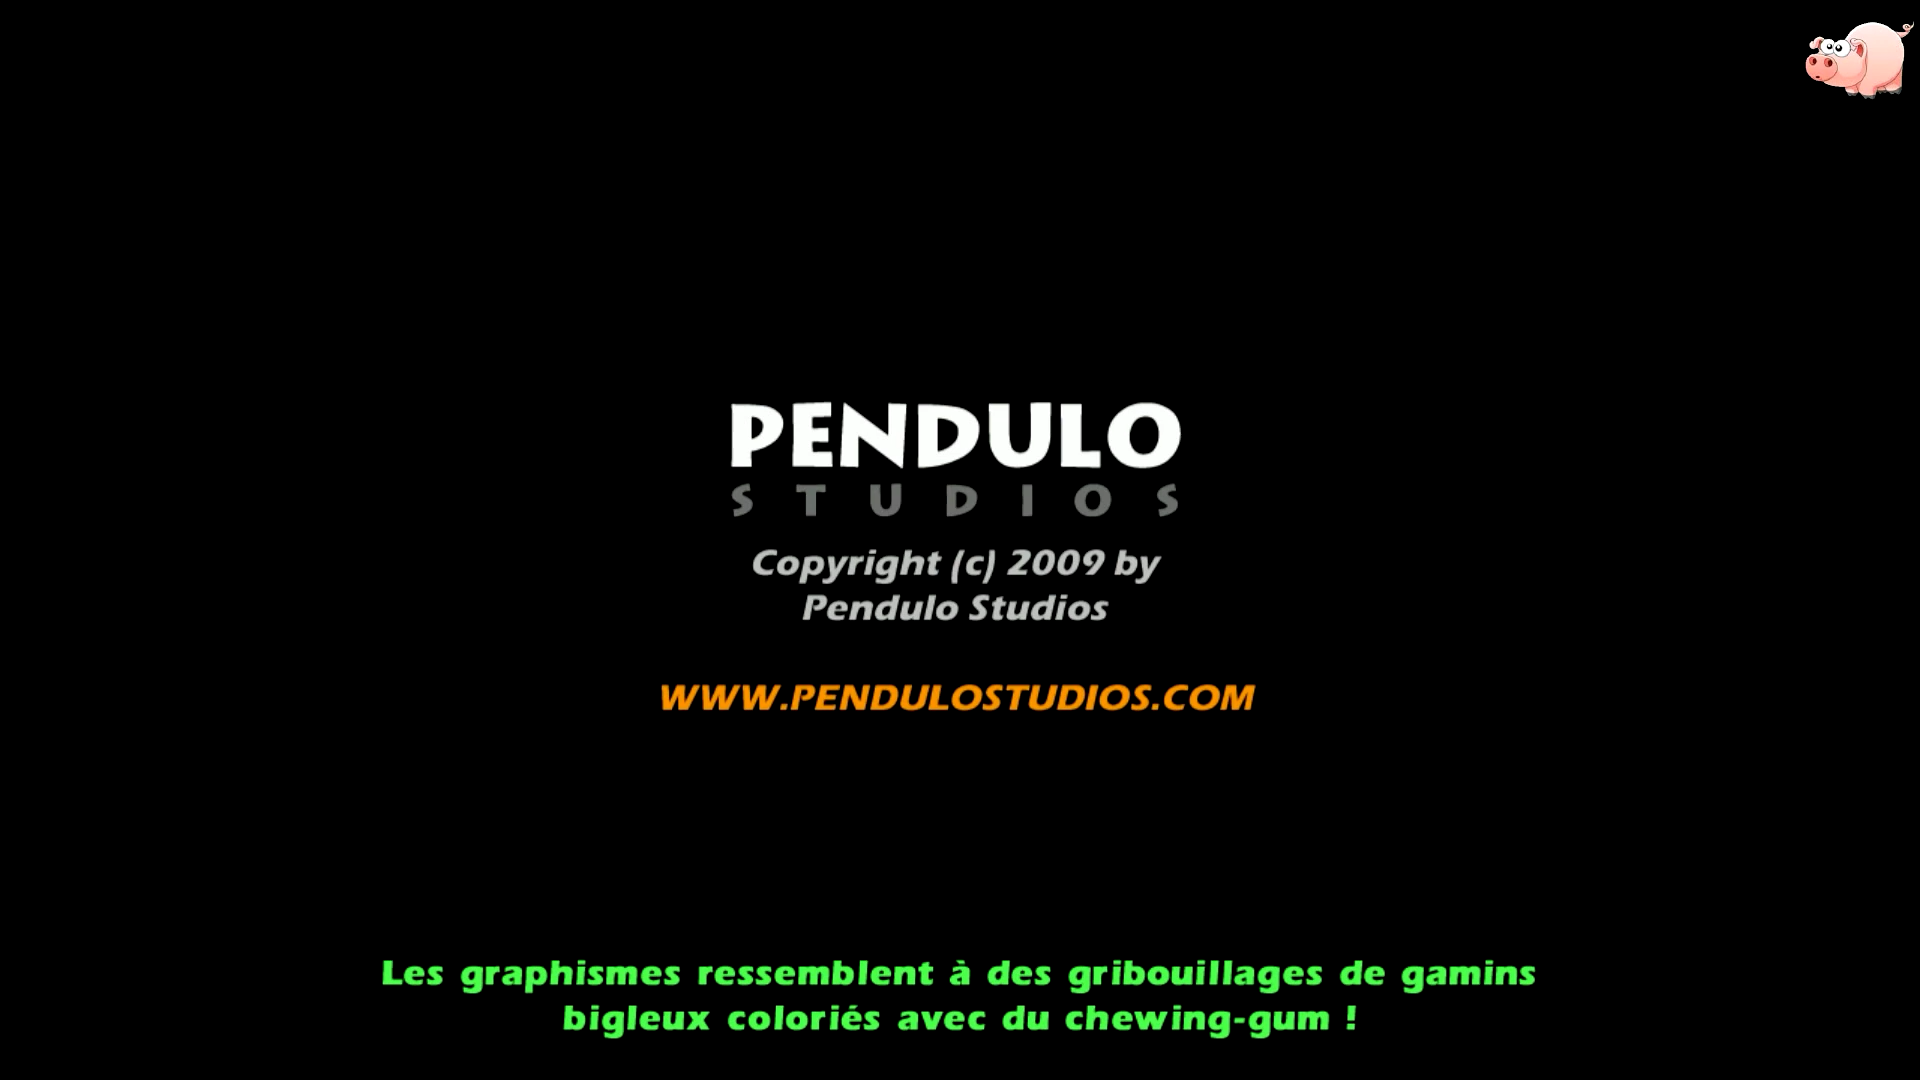 PENDULO
STUDIOS
Copyright (c) 2009 by
Pendulo Studios
WWW.PENDULOSTUDIOS.COM
Les graphismes ressemblent à des gribouillages de gamins
bigleux coloriés avec du chewing-gum !